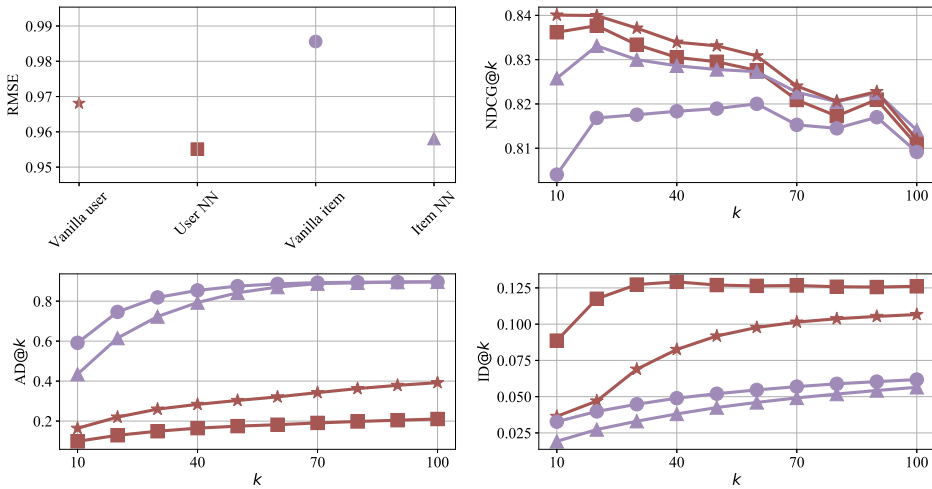 RMSE
0.99
0.98
0.97
0.96
0.95
Vanilla user
User NN
Vanilla item
Item NN
NDCG@k
0.84
0.83
0.82
0.81
10 40 70 100
k
AD@k
0.8
0.6
0.4
0.2
10 40 70 100
k
ID@k
0.125
0.100
0.075
0.050
0.025
10 40 70 100
k